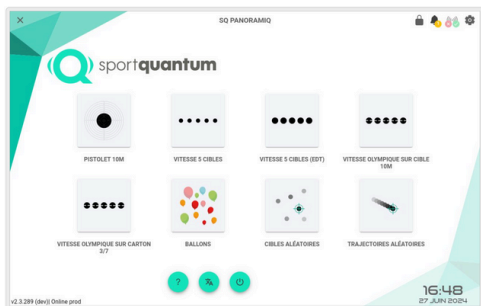 SQ PANORAMIQ
sportquantum
PISTOLET 10M
VITESSE 5 CIBLES
VITESSE 5 CIBLES (EDT)
VITESSE OLYMPIQUE SUR CIBLE
10M
VITESSE OLYMPIQUE SUR CARTON
3/7
BALLONS
CIBLES ALÉATOIRES
TRAJECTOIRES ALÉATOIRES
?
16:48
27 JUIN 2024
v2.3.289 (dev)| Online prod